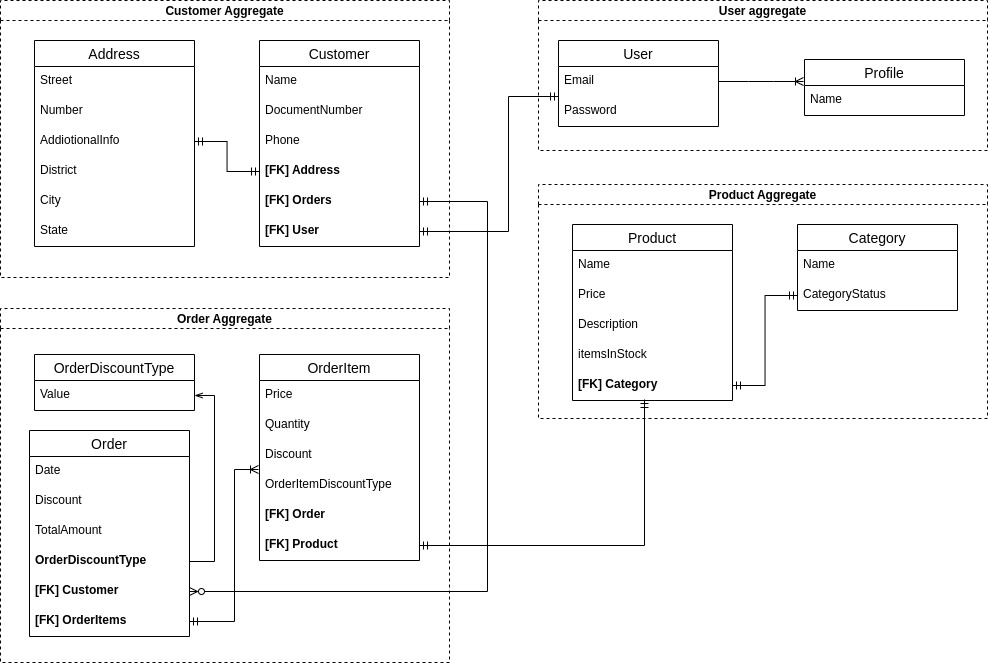 Customer Aggregate
Address
Street
Number
AddiotionalInfo
District
City
State
Customer
Name
DocumentNumber
Phone
[FK] Address
[FK] Orders
[FK] User
User aggregate
User
Email
Password
Profile
Name
Product Aggregate
Product
Name
Price
Description
itemsInStock
[FK] Category
Category
Name
CategoryStatus
Order Aggregate
OrderDiscountType
Value
Order
Date
Discount
TotalAmount
OrderDiscountType
[FK] Customer
[FK] OrderItems
OrderItem
Price
Quantity
Discount
OrderItemDiscountType
[FK] Order
[FK] Product